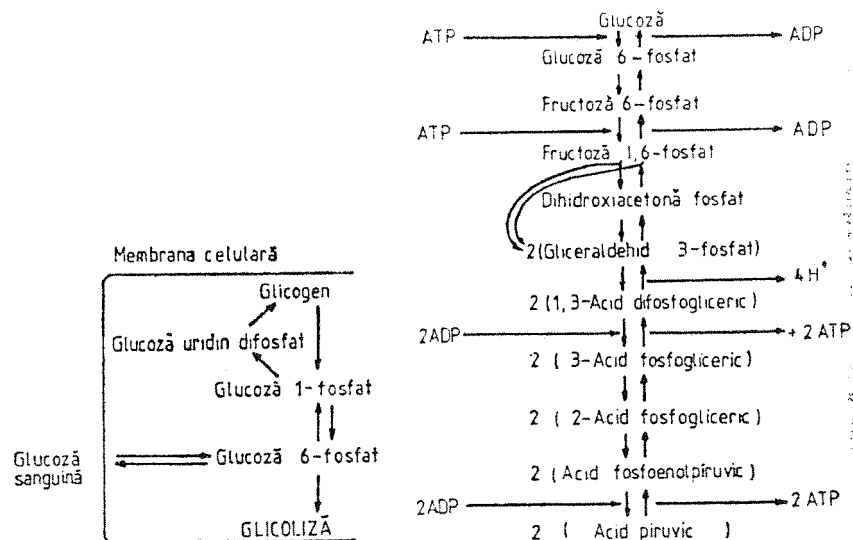 Membrana celulară
Glicogen
Glucoză uridin difosfat
Glucoză 1-fosfat
Glucoză sanguină
Glucoză 6-fosfat
GLICOLIZĂ
Glucoză
ATP
ADP
Glucoză 6-fosfat
Fructoză 6-fosfat
ATP
ADP
Fructoză 1,6-fosfat
Dihidroxiacetonă fosfat
2(Gliceraldehid 3-fosfat)
4H⁺
2 (1,3-Acid difosfogliceric)
2ADP
+ 2 ATP
2 ( 3-Acid fosfogliceric)
2 ( 2-Acid fosfogliceric)
2 (Acid fosfoenolpiruvic)
2ADP
2 ATP
2 ( Acid piruvic )